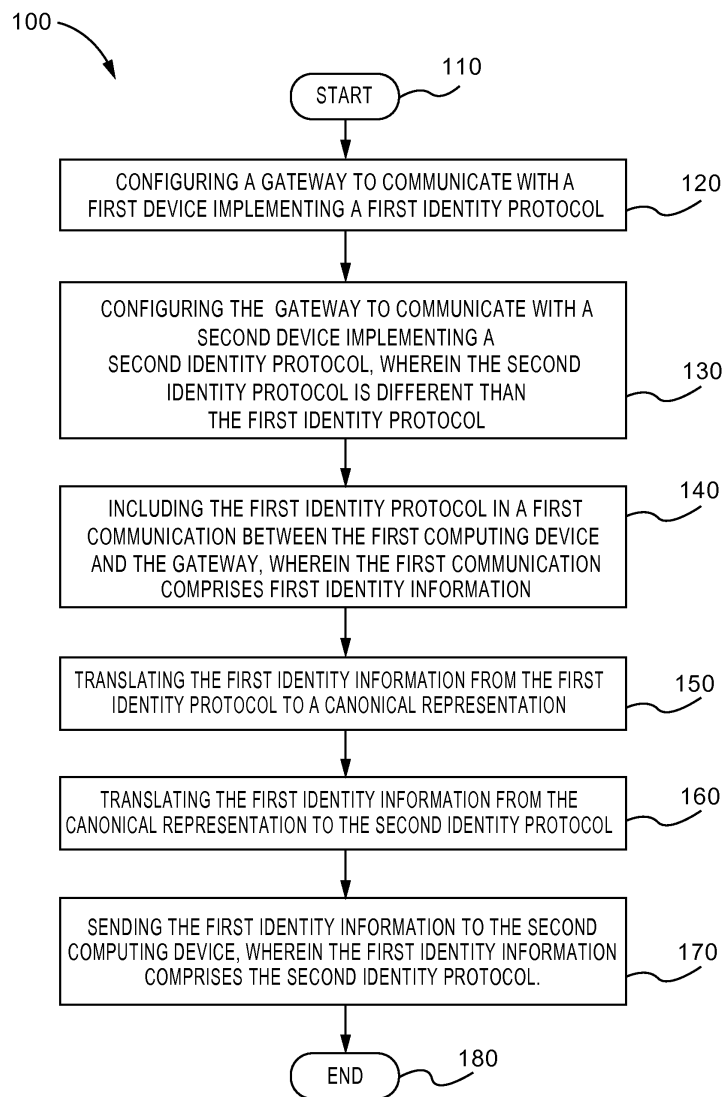 100
START
110
CONFIGURING A GATEWAY TO COMMUNICATE WITH A
FIRST DEVICE IMPLEMENTING A FIRST IDENTITY PROTOCOL
120
CONFIGURING THE GATEWAY TO COMMUNICATE WITH A
SECOND DEVICE IMPLEMENTING A
SECOND IDENTITY PROTOCOL, WHEREIN THE SECOND
IDENTITY PROTOCOL IS DIFFERENT THAN
THE FIRST IDENTITY PROTOCOL
130
INCLUDING THE FIRST IDENTITY PROTOCOL IN A FIRST
COMMUNICATION BETWEEN THE FIRST COMPUTING DEVICE
AND THE GATEWAY, WHEREIN THE FIRST COMMUNICATION
COMPRISES FIRST IDENTITY INFORMATION
140
TRANSLATING THE FIRST IDENTITY INFORMATION FROM THE FIRST
IDENTITY PROTOCOL TO A CANONICAL REPRESENTATION
150
TRANSLATING THE FIRST IDENTITY INFORMATION FROM THE
CANONICAL REPRESENTATION TO THE SECOND IDENTITY PROTOCOL
160
SENDING THE FIRST IDENTITY INFORMATION TO THE SECOND
COMPUTING DEVICE, WHEREIN THE FIRST IDENTITY INFORMATION
COMPRISES THE SECOND IDENTITY PROTOCOL.
170
END
180